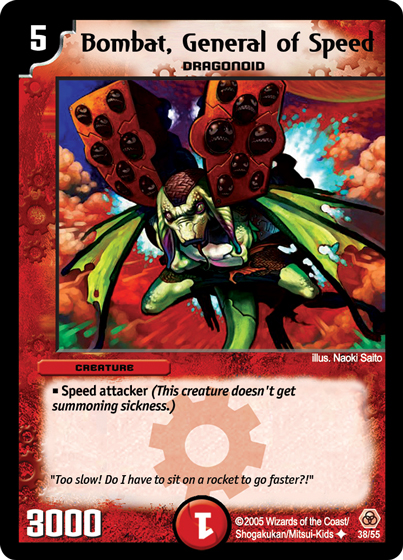 5
Bombat, General of Speed
DRAGONOID
illus. Naoki Saito
CREATURE
▪ Speed attacker (This creature doesn't get
summoning sickness.)
"Too slow! Do I have to sit on a rocket to go faster?!"
3000
1
©2005 Wizards of the Coast/
Shogakukan/Mitsui-Kids ✦ 38/55